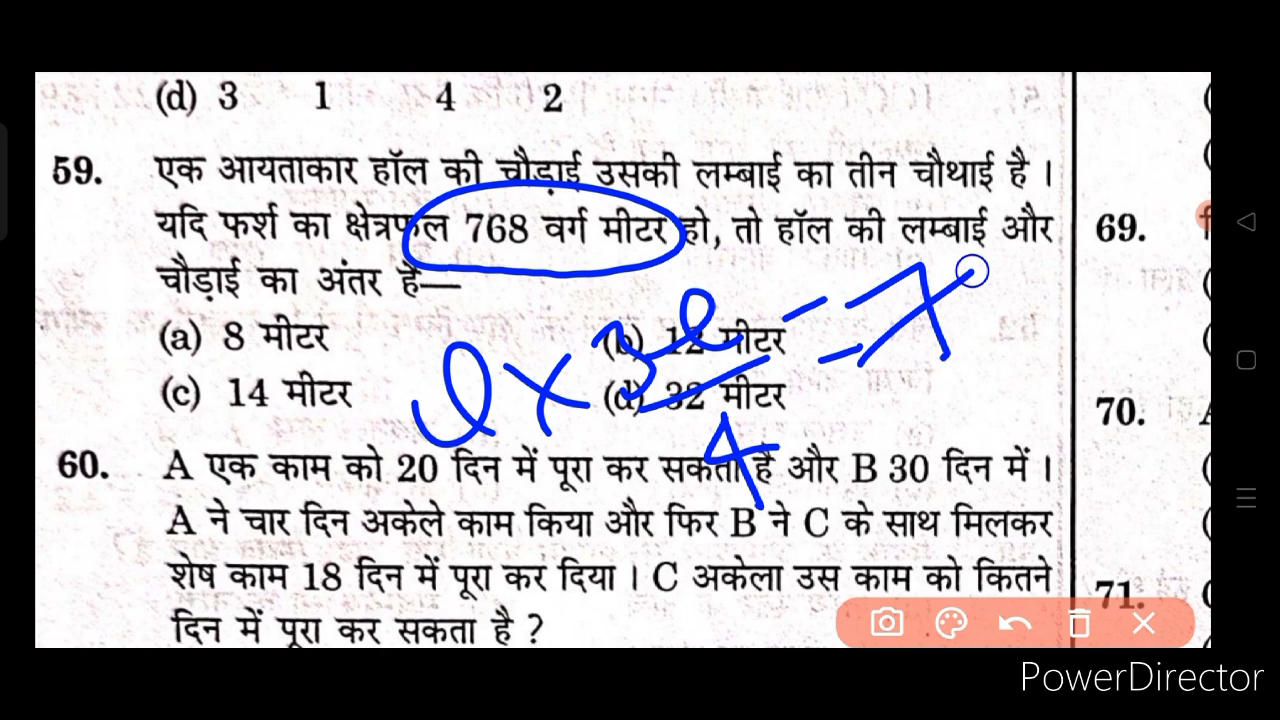 (d) 3 1 4 2
59. एक आयताकार हॉल की चौड़ाई उसकी लम्बाई का तीन चौथाई है ।
यदि फर्श का क्षेत्रफल 768 वर्ग मीटर हो, तो हॉल की लम्बाई और
चौड़ाई का अंतर है—
(a) 8 मीटर (b) 12 मीटर
(c) 14 मीटर (d) 32 मीटर
l × 3l = 7
4
60. A एक काम को 20 दिन में पूरा कर सकता है और B 30 दिन में ।
A ने चार दिन अकेले काम किया और फिर B ने C के साथ मिलकर
शेष काम 18 दिन में पूरा कर दिया । C अकेला उस काम को कितने
दिन में पूरा कर सकता है ?
69.
70.
71.
PowerDirector